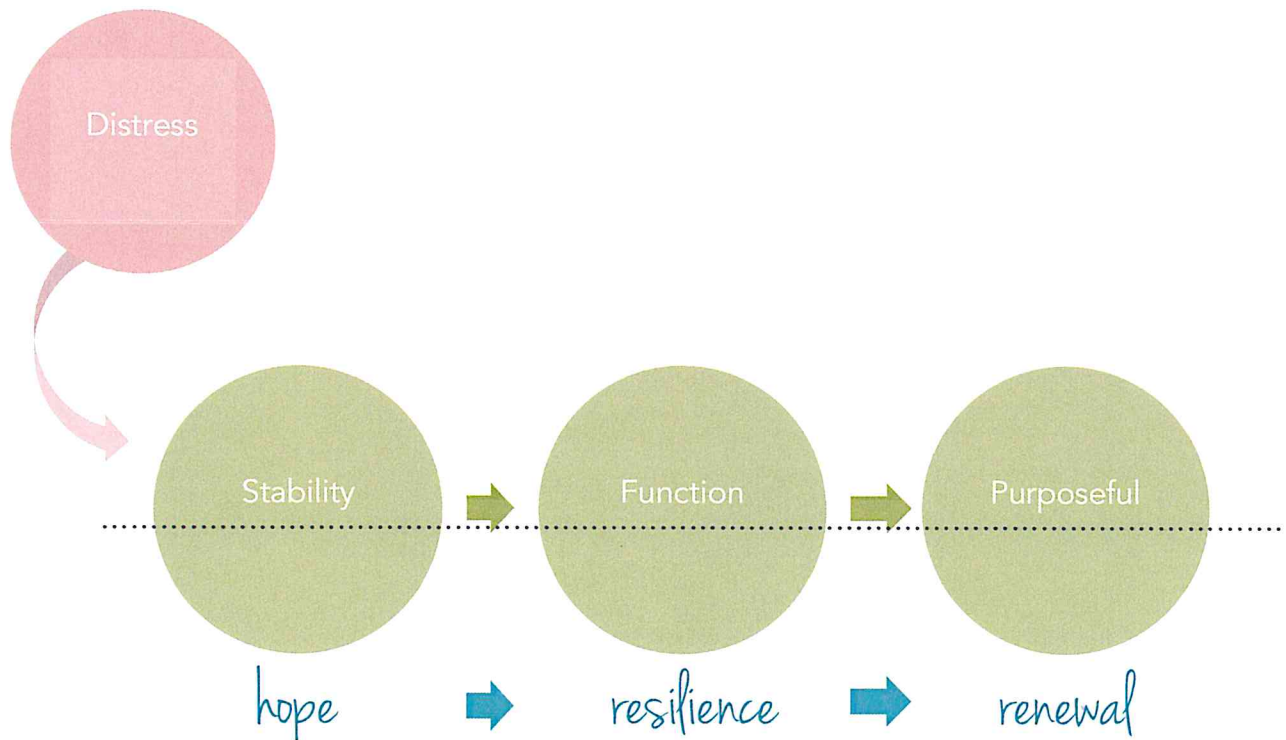 Distress
Stability
Function
Purposeful
hope
resilience
renewal